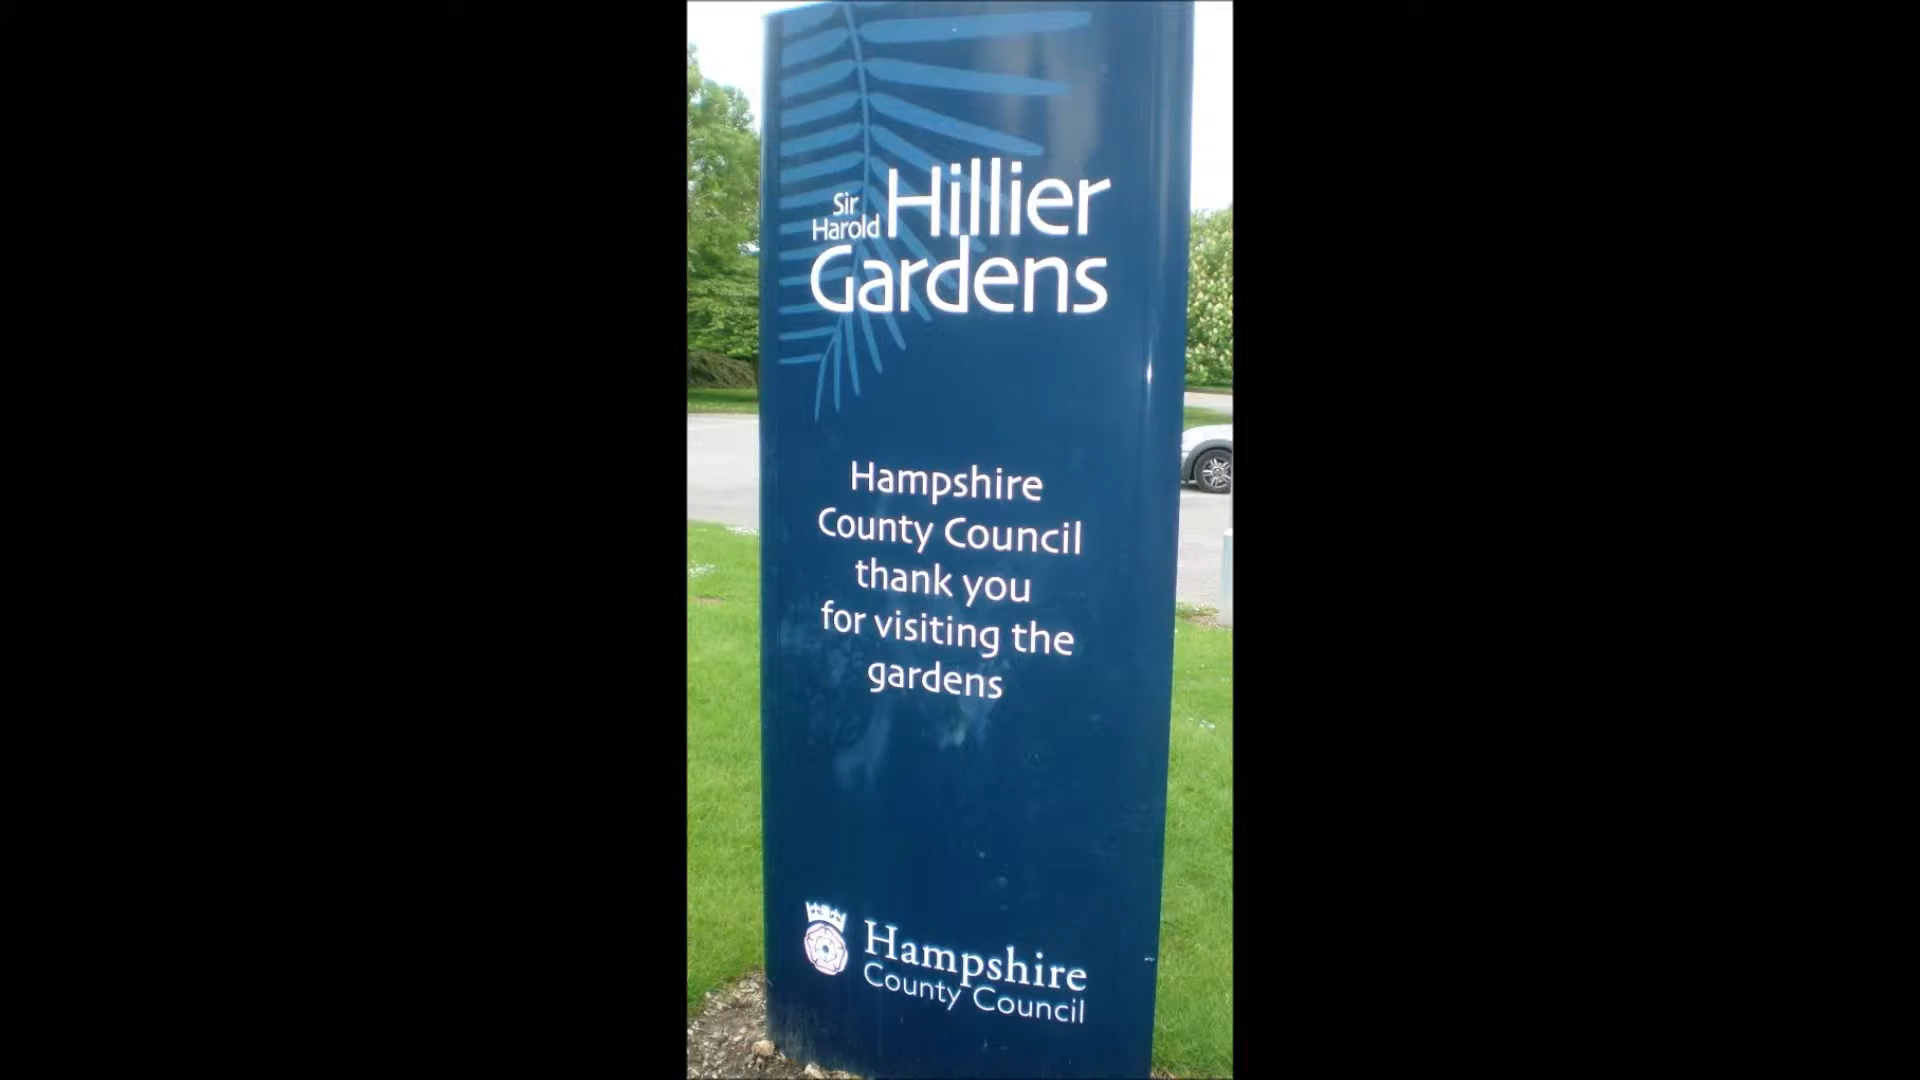 Sir
Harold Hillier
Gardens
Hampshire
County Council
thank you
for visiting the
gardens
Hampshire
County Council